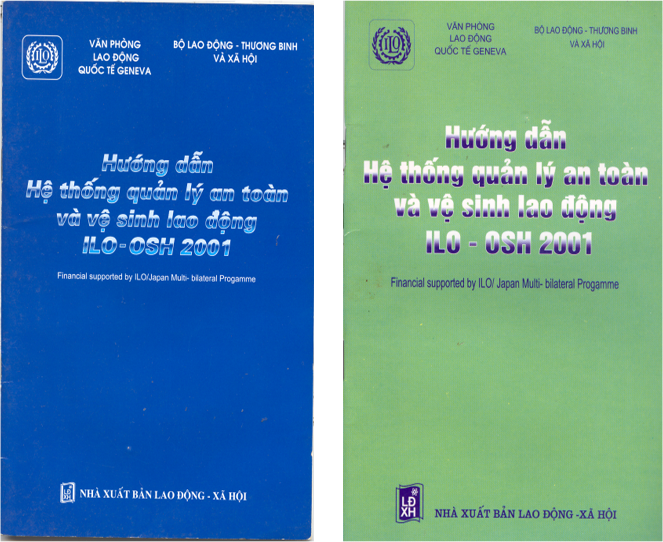 ILO
VĂN PHÒNG
LAO ĐỘNG
QUỐC TẾ GENEVA
BỘ LAO ĐỘNG - THƯƠNG BINH
VÀ XÃ HỘI
Hướng dẫn
Hệ thống quản lý an toàn
và vệ sinh lao động
ILO-OSH 2001
Financial supported by ILO/Japan Multi- bilateral Progamme
NHÀ XUẤT BẢN LAO ĐỘNG - XÃ HỘI
ILO
VĂN PHÒNG
LAO ĐỘNG
QUỐC TẾ GENEVA
BỘ LAO ĐỘNG - THƯƠNG BINH
VÀ XÃ HỘI
Hướng dẫn
Hệ thống quản lý an toàn
và vệ sinh lao động
ILO - OSH 2001
Financial supported by ILO/ Japan Multi- bilateral Progamme
LĐ
XH
NHÀ XUẤT BẢN LAO ĐỘNG -XÃ HỘI